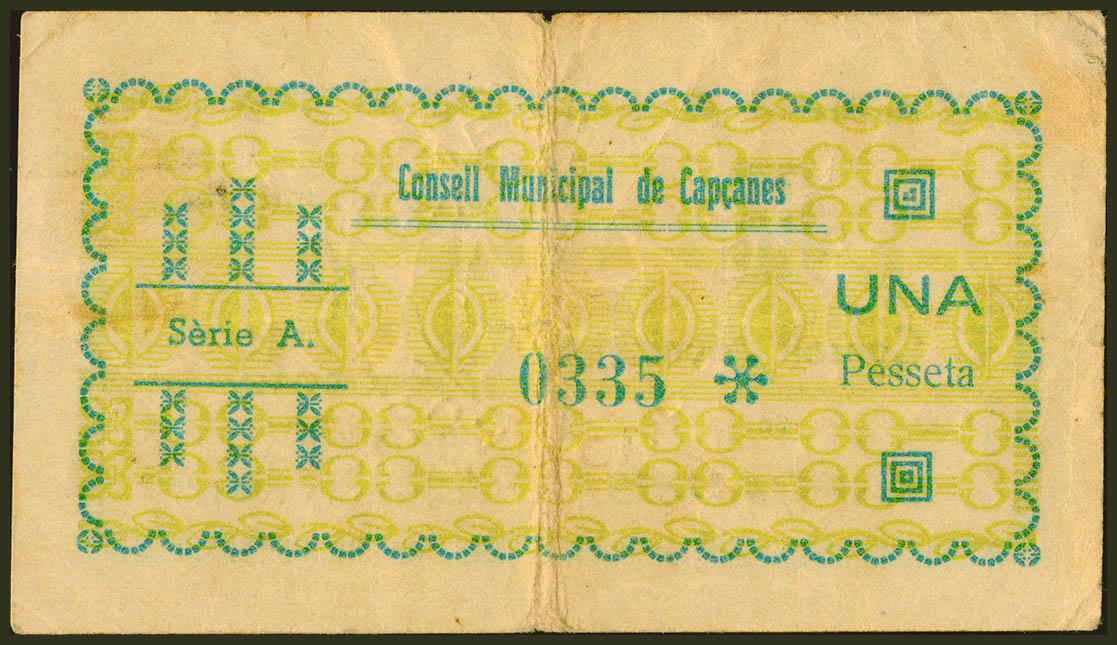 Consell Municipal de Capçanes
Sèrie A.
UNA
Pesseta
0335